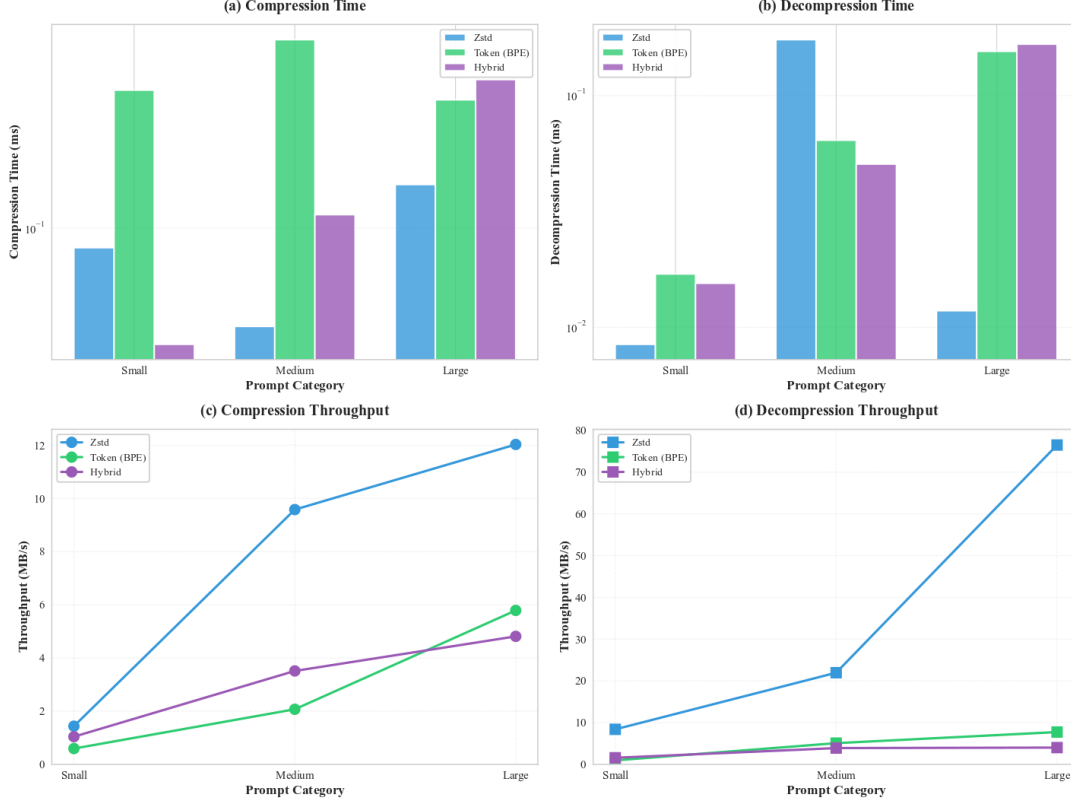 (a) Compression Time
Zstd
Token (BPE)
Hybrid
Compression Time (ms)
10⁻¹
Small
Medium
Large
Prompt Category
(b) Decompression Time
Zstd
Token (BPE)
Hybrid
Decompression Time (ms)
10⁻¹
10⁻²
Small
Medium
Large
Prompt Category
(c) Compression Throughput
Zstd
Token (BPE)
Hybrid
Throughput (MB/s)
12
10
8
6
4
2
0
Small
Medium
Large
Prompt Category
(d) Decompression Throughput
Zstd
Token (BPE)
Hybrid
Throughput (MB/s)
80
70
60
50
40
30
20
10
0
Small
Medium
Large
Prompt Category